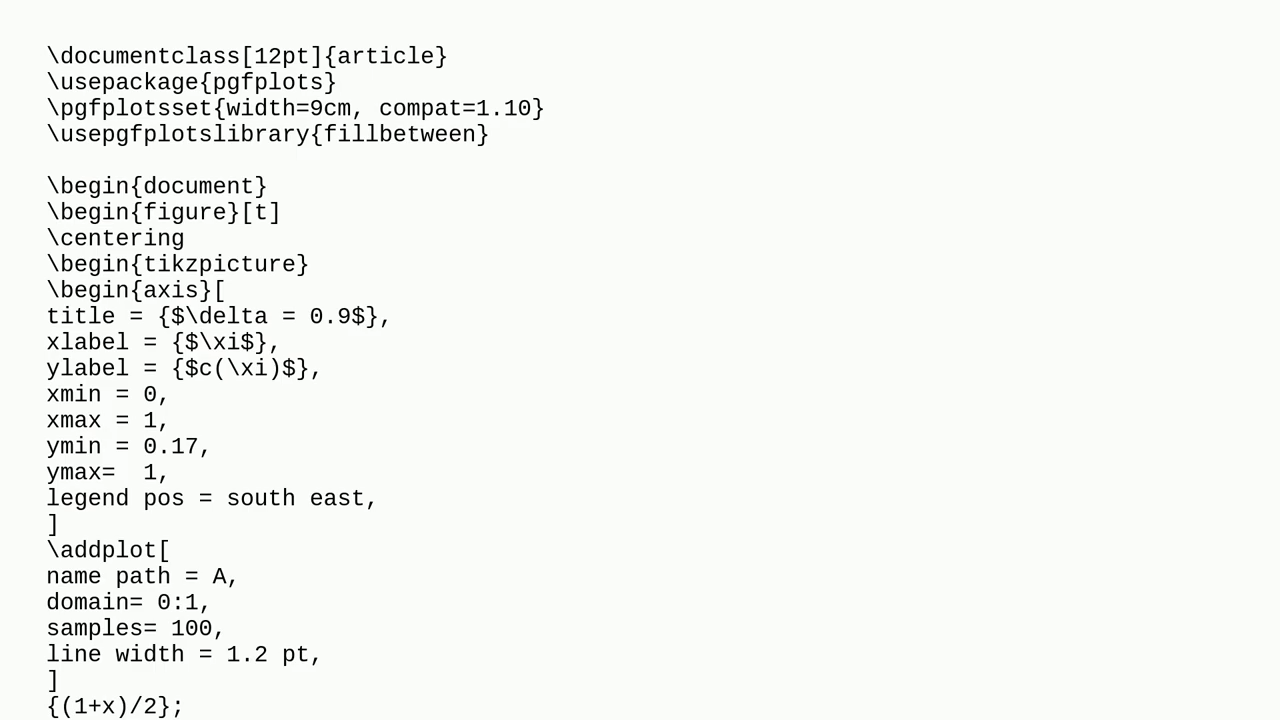 \documentclass[12pt]{article}
\usepackage{pgfplots}
\pgfplotsset{width=9cm, compat=1.10}
\usepgfplotslibrary{fillbetween}

\begin{document}
\begin{figure}[t]
\centering
\begin{tikzpicture}
\begin{axis}[
title = {$\delta = 0.9$},
xlabel = {$\xi$},
ylabel = {$c(\xi)$},
xmin = 0,
xmax = 1,
ymin = 0.17,
ymax=  1,
legend pos = south east,
]
\addplot[
name path = A,
domain= 0:1,
samples= 100,
line width = 1.2 pt,
]
{(1+x)/2};